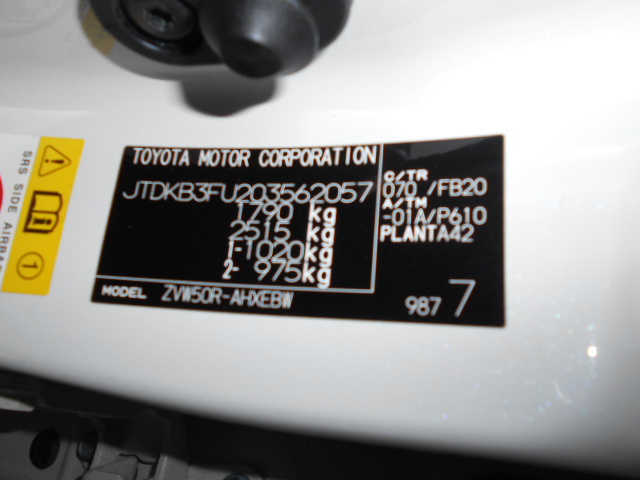 SRS SIDE AIRBAG
TOYOTA MOTOR CORPORATION
JTDKB3FU203562057
1790 kg
2515 kg
1-1020kg
2- 975kg
C/TR
070 /FB20
A/TM
-01A/P610
PLANTA42
MODEL ZVW50R-AHXEBW
987 7